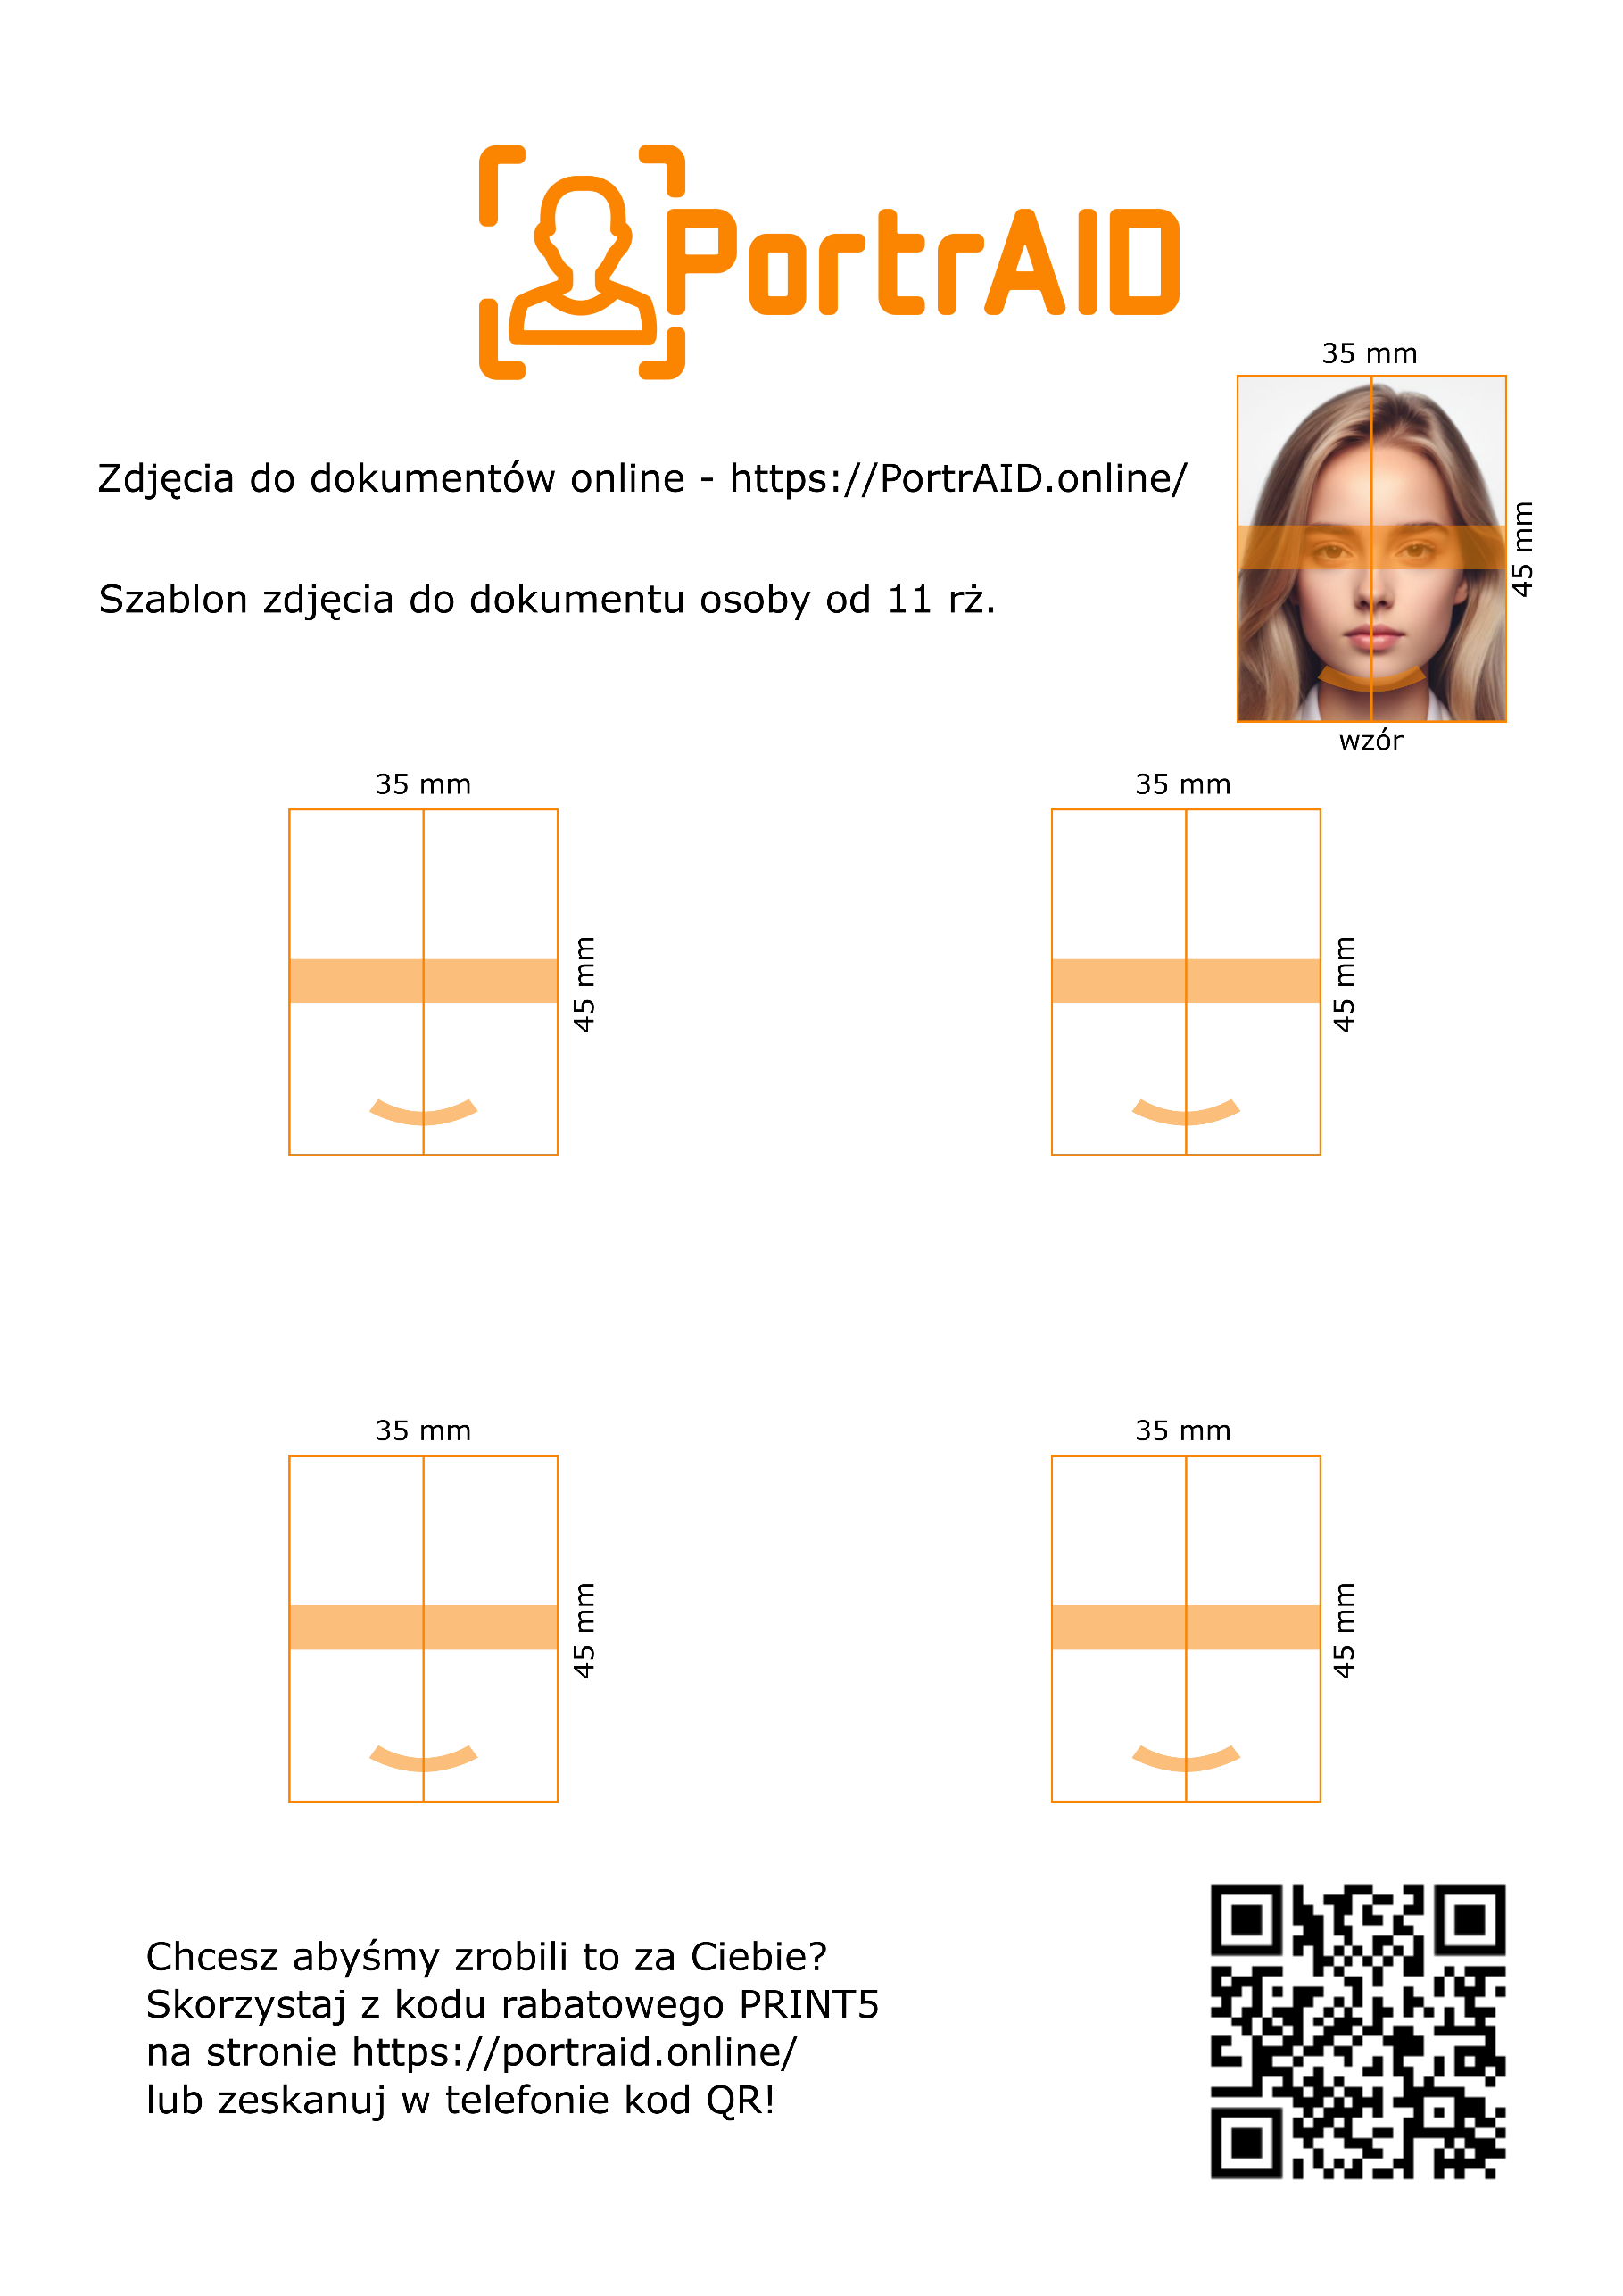 PortrAID
35 mm
Zdjęcia do dokumentów online - https://PortrAID.online/
45 mm
Szablon zdjęcia do dokumentu osoby od 11 rż.
wzór
35 mm
35 mm
45 mm
45 mm
35 mm
35 mm
45 mm
45 mm
Chcesz abyśmy zrobili to za Ciebie?
Skorzystaj z kodu rabatowego PRINT5
na stronie https://portraid.online/
lub zeskanuj w telefonie kod QR!